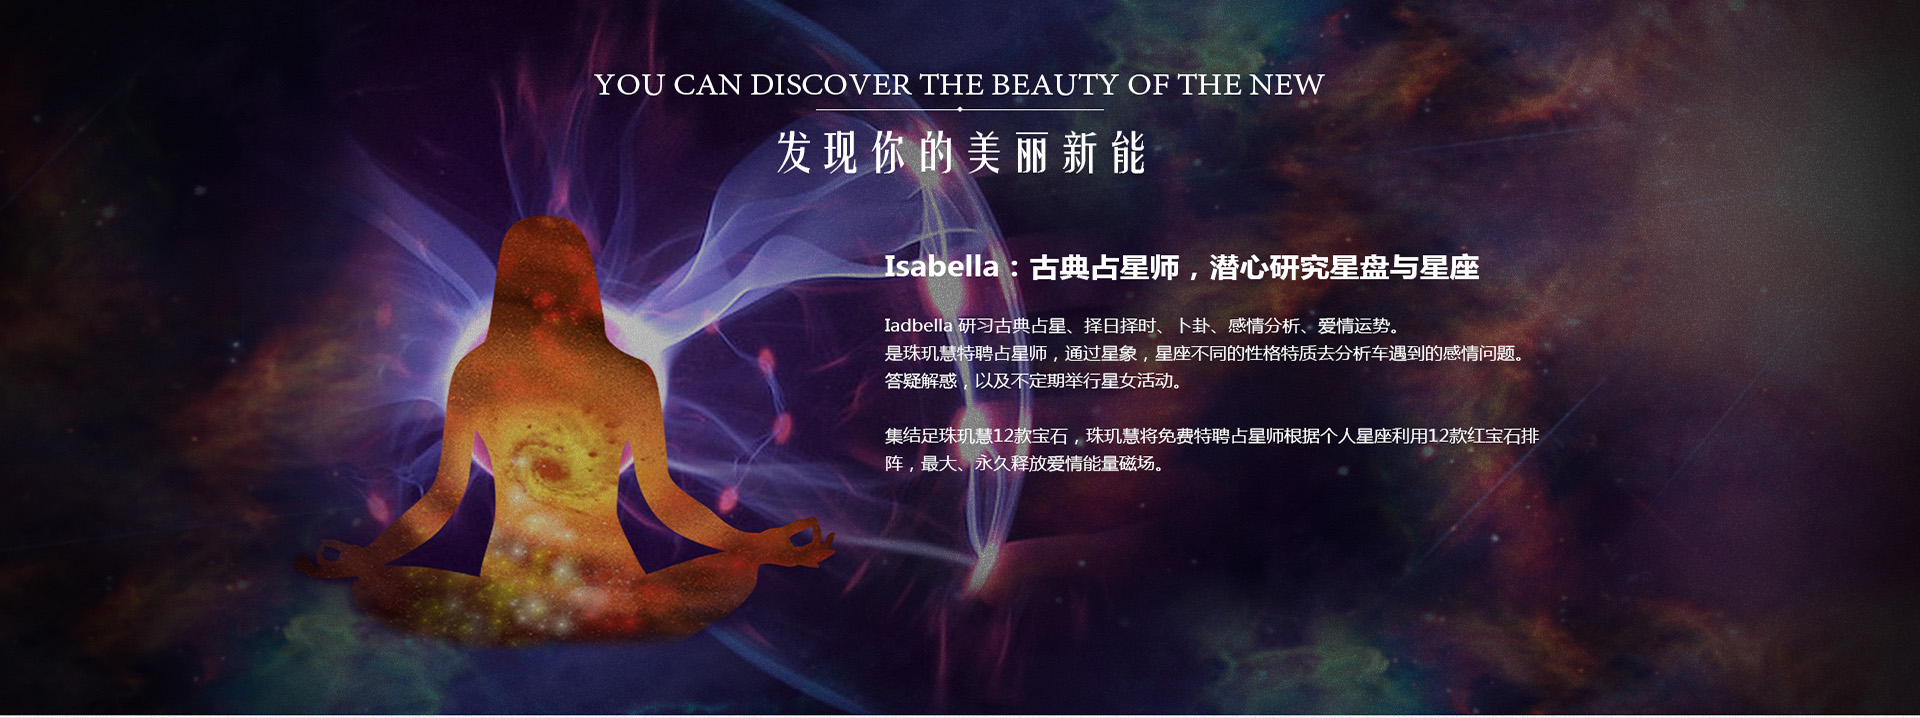 YOU CAN DISCOVER THE BEAUTY OF THE NEW
发现你的美丽新能
Isabella：古典占星师，潜心研究星盘与星座
Iadbella 研习古典占星、择日择时、卜卦、感情分析、爱情运势。
是珠玑慧特聘占星师，通过星象，星座不同的性格特质去分析车遇到的感情问题。
答疑解惑，以及不定期举行星女活动。
集结足珠玑慧12款宝石，珠玑慧将免费特聘占星师根据个人星座利用12款红宝石排
阵，最大、永久释放爱情能量磁场。